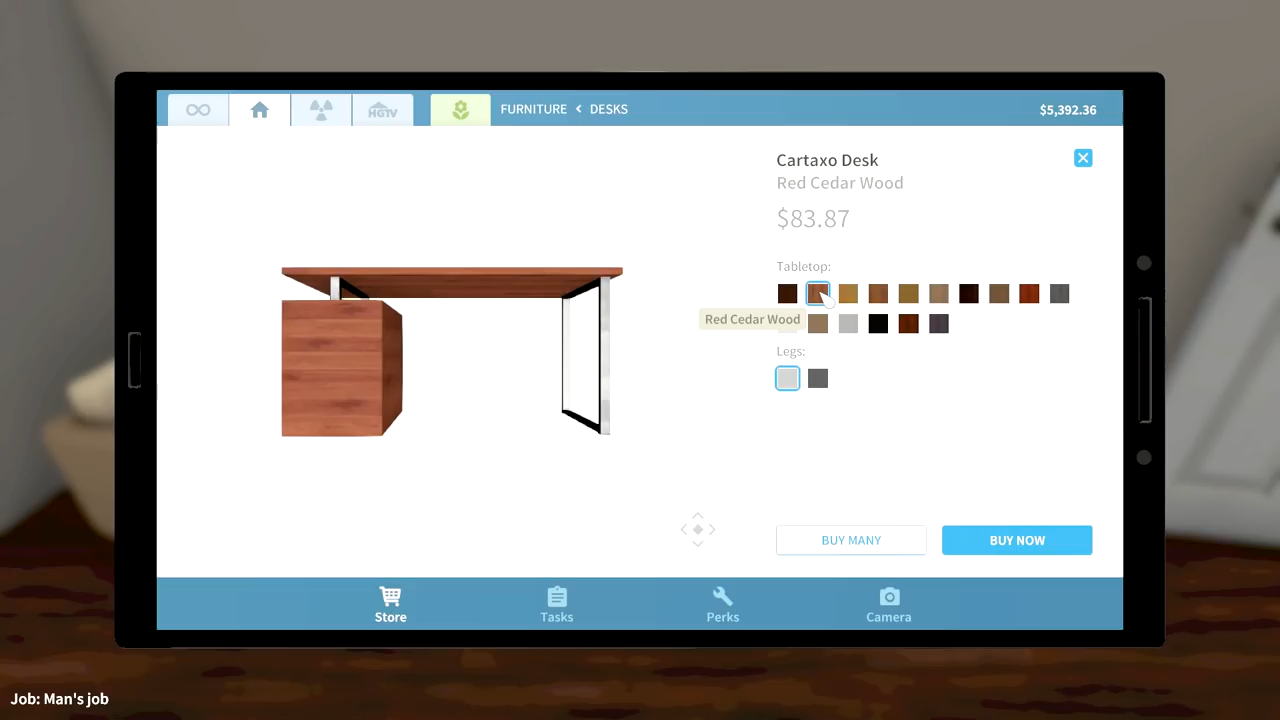 HGTV
FURNITURE < DESKS
$5,392.36
Cartaxo Desk
Red Cedar Wood
$83.87
Tabletop:
Red Cedar Wood
Legs:
BUY MANY
BUY NOW
Store
Tasks
Perks
Camera
Job: Man's job